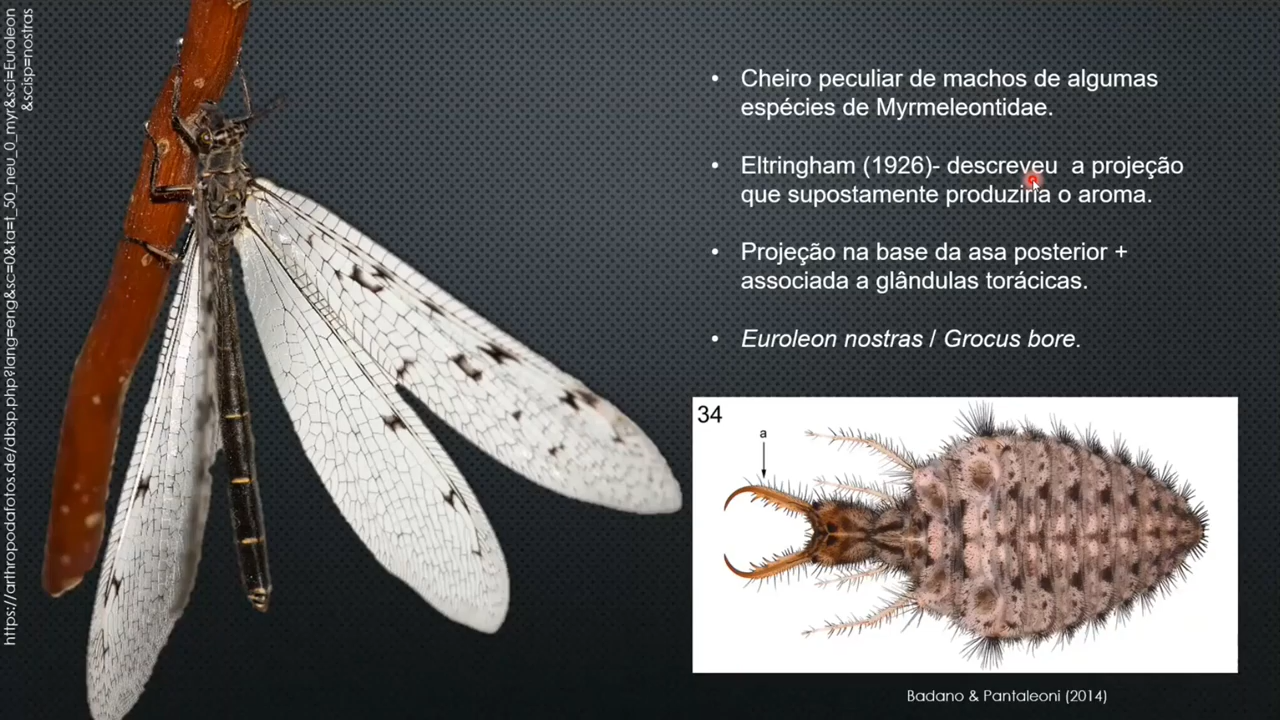 https://arthropodafotos.de/dbsp.php?lang=eng&sc=0&ta=t_50_neu_0_myr&sci=Euroleon
&scisp=nostras
• Cheiro peculiar de machos de algumas
espécies de Myrmeleontidae.
• Eltringham (1926)- descreveu a projeção
que supostamente produziria o aroma.
• Projeção na base da asa posterior +
associada a glândulas torácicas.
• Euroleon nostras / Grocus bore.
34
a
Badano & Pantaleoni (2014)